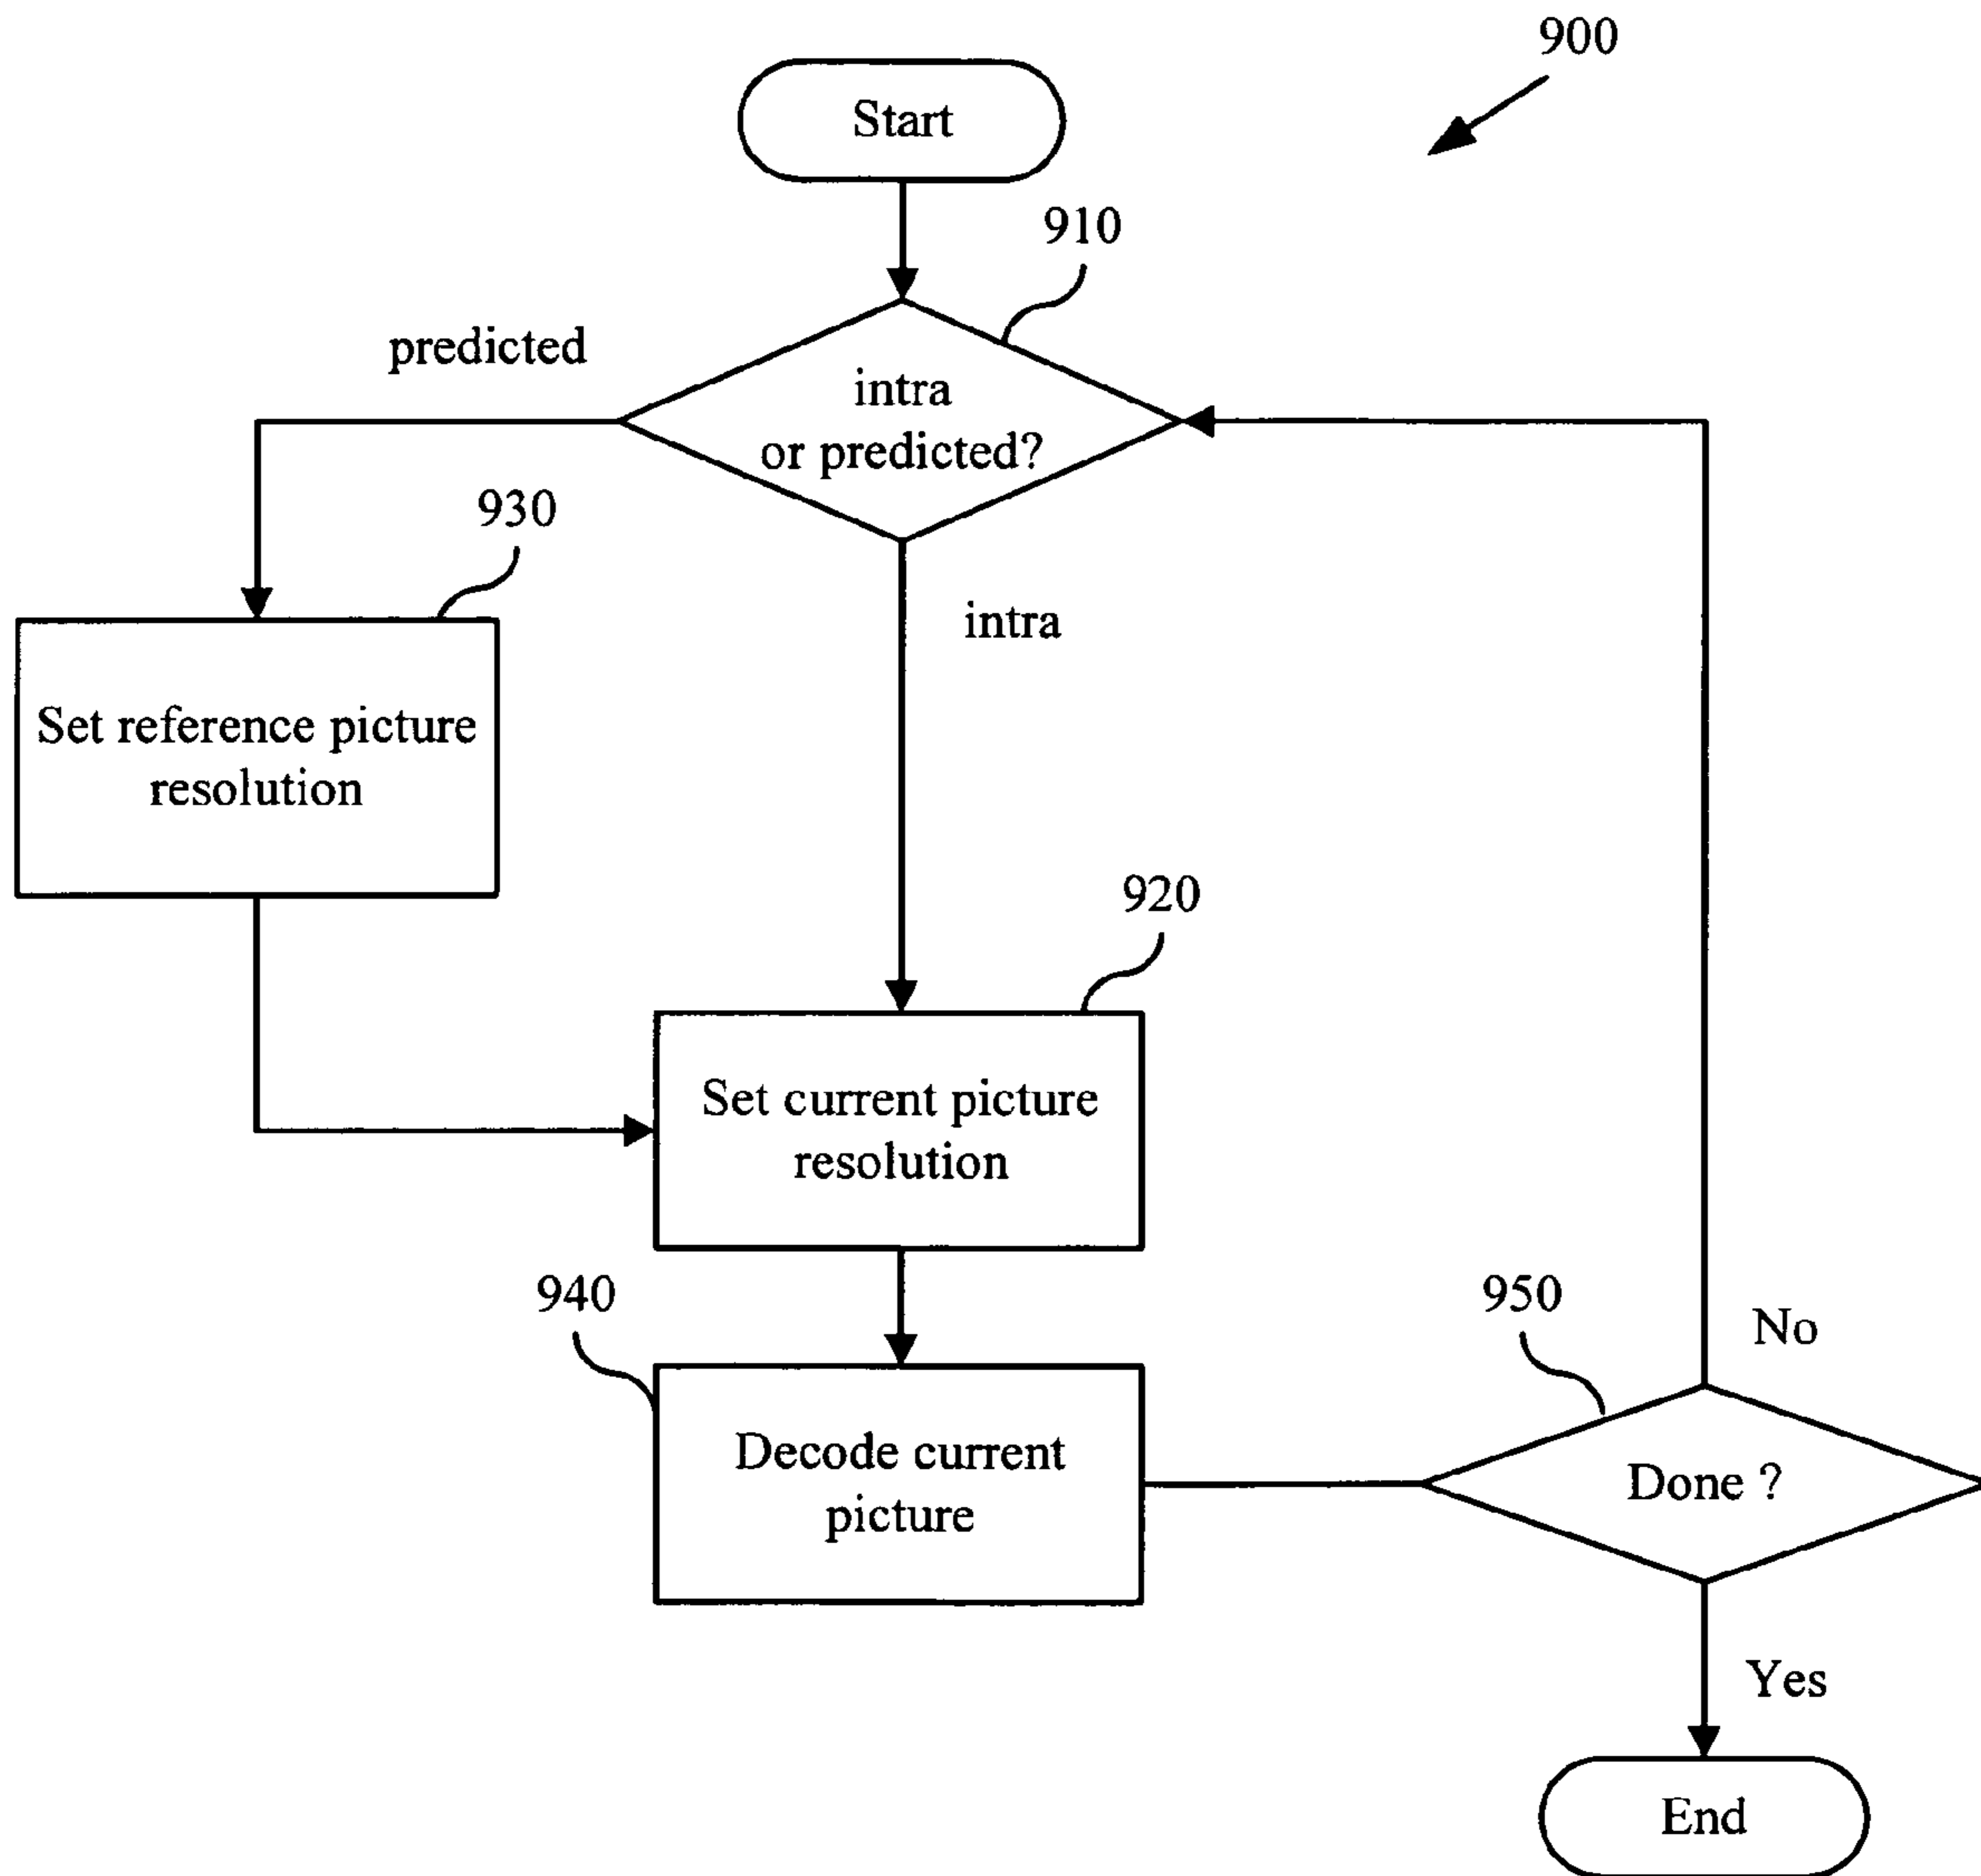 900
Start
910
predicted
intra
or predicted?
930
intra
Set reference picture
resolution
920
Set current picture
resolution
940
950
No
Decode current
picture
Done ?
Yes
End